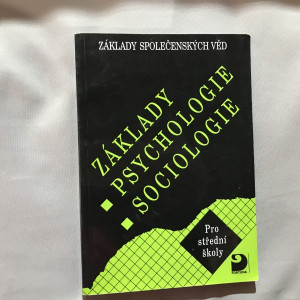 ZÁKLADY SPOLEČENSKÝCH VĚD
ZÁKLADY
PSYCHOLOGIE
SOCIOLOGIE
Pro
střední
školy